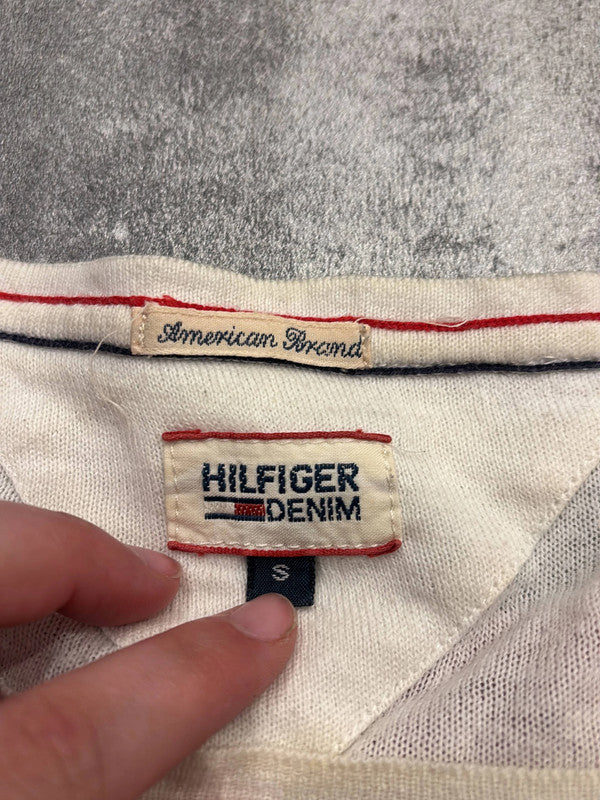 American Brand
HILFIGER
DENIM
S